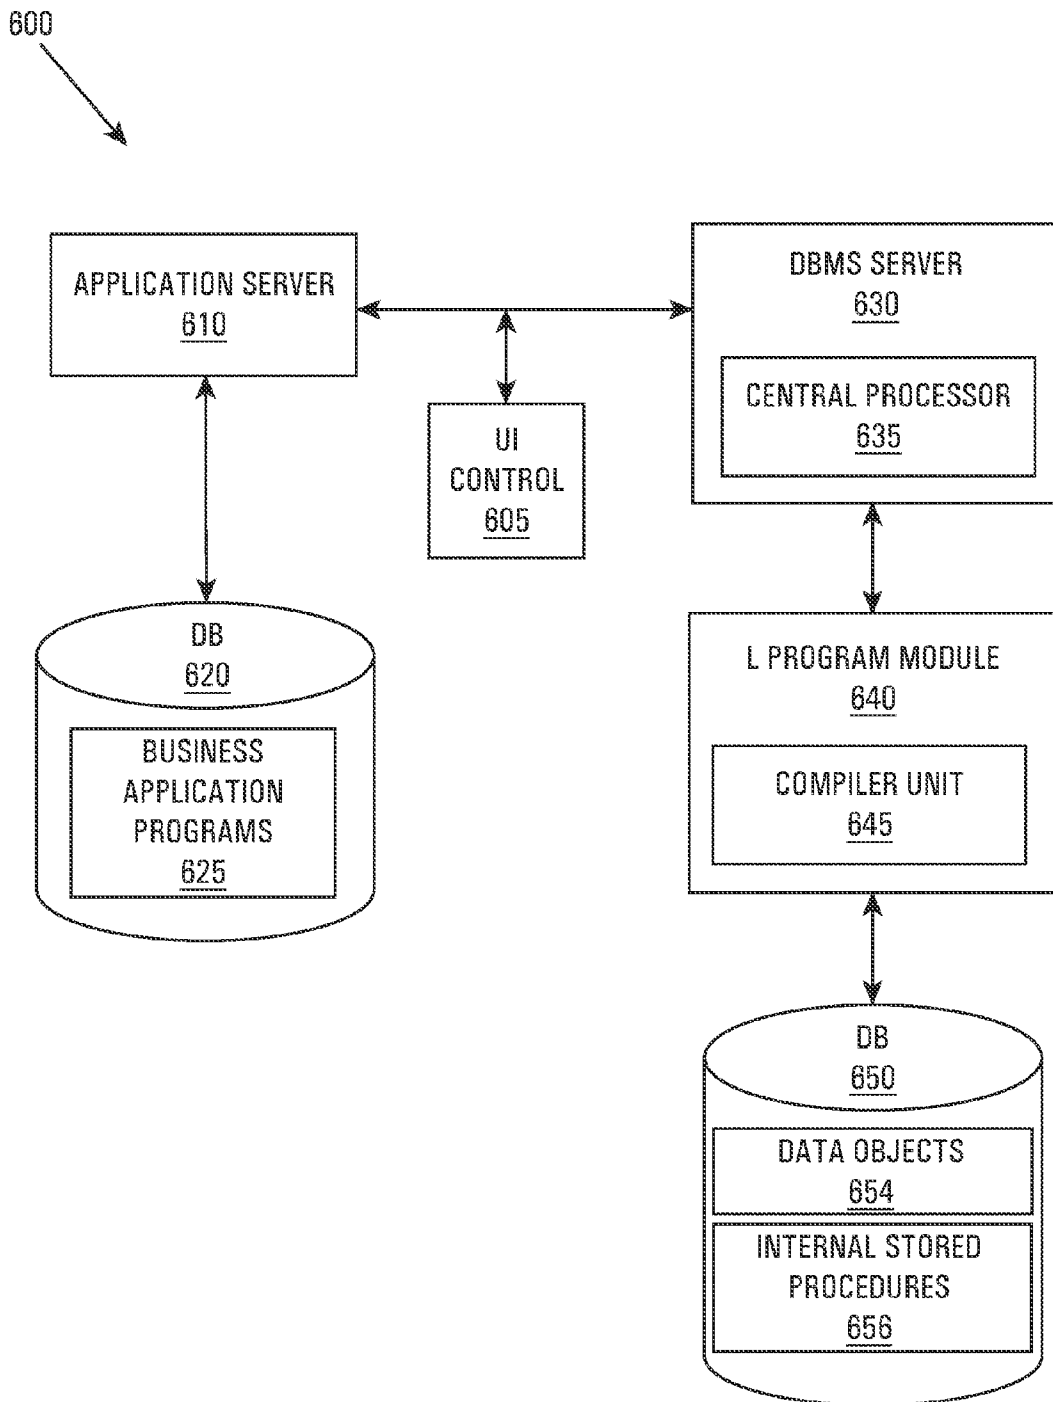 600
APPLICATION SERVER
610
DBMS SERVER
630
CENTRAL PROCESSOR
635
UI
CONTROL
605
DB
620
BUSINESS
APPLICATION
PROGRAMS
625
L PROGRAM MODULE
640
COMPILER UNIT
645
DB
650
DATA OBJECTS
654
INTERNAL STORED
PROCEDURES
656